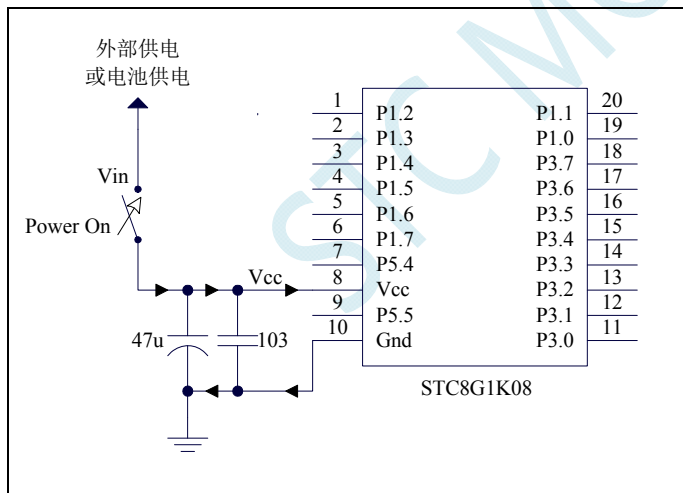 外部供电
或电池供电
Vin
Power On
Vcc
47u
103
1 P1.2 P1.1 20
2 P1.3 P1.0 19
3 P1.4 P3.7 18
4 P1.5 P3.6 17
5 P1.6 P3.5 16
6 P1.7 P3.4 15
7 P5.4 P3.3 14
8 Vcc P3.2 13
9 P5.5 P3.1 12
10 Gnd P3.0 11
STC8G1K08
STC MC